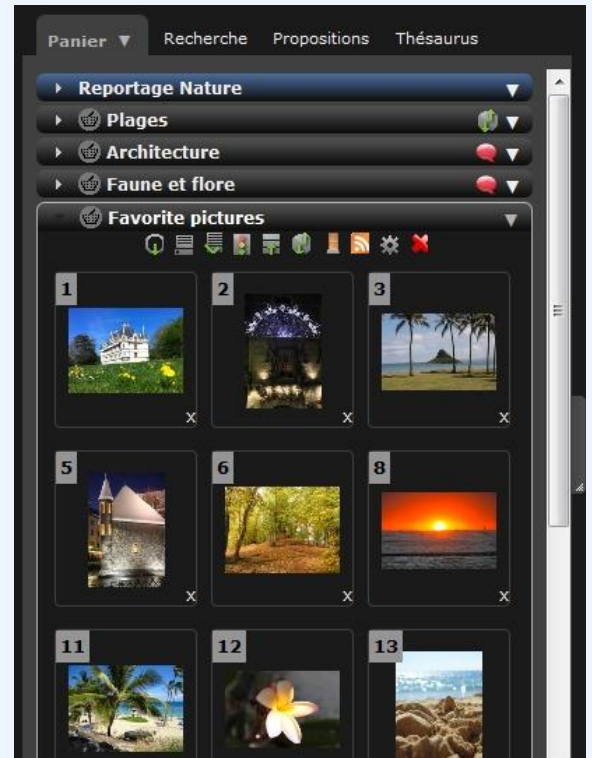 Panier ▼ Recherche Propositions Thésaurus
Reportage Nature
Plages
Architecture
Faune et flore
Favorite pictures
1 2 3
x x x
5 6 8
x x x
11 12 13